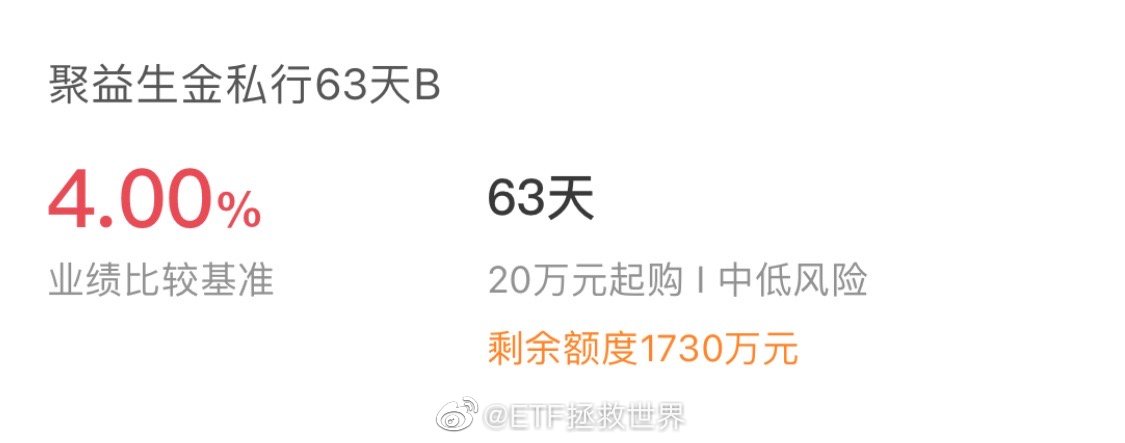 聚益生金私行63天B
4.00%
63天
业绩比较基准
20万元起购 | 中低风险
剩余额度1730万元
@ETF拯救世界